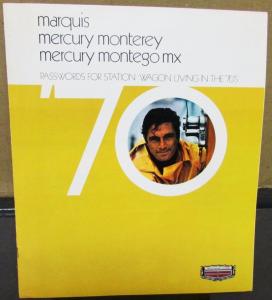 marquis
mercury monterey
mercury montego mx
PASSWORDS FOR STATION WAGON LIVING IN THE '70'S
'70